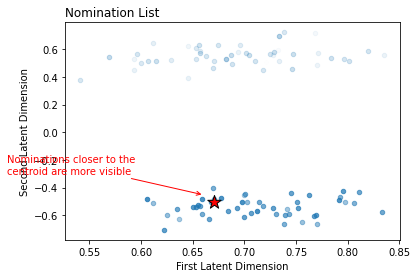 Nomination List
0.6
0.4
0.2
0.0
−0.2
−0.4
−0.6
Second Latent Dimension
Nominations closer to the
centroid are more visible
0.55
0.60
0.65
0.70
0.75
0.80
0.85
First Latent Dimension